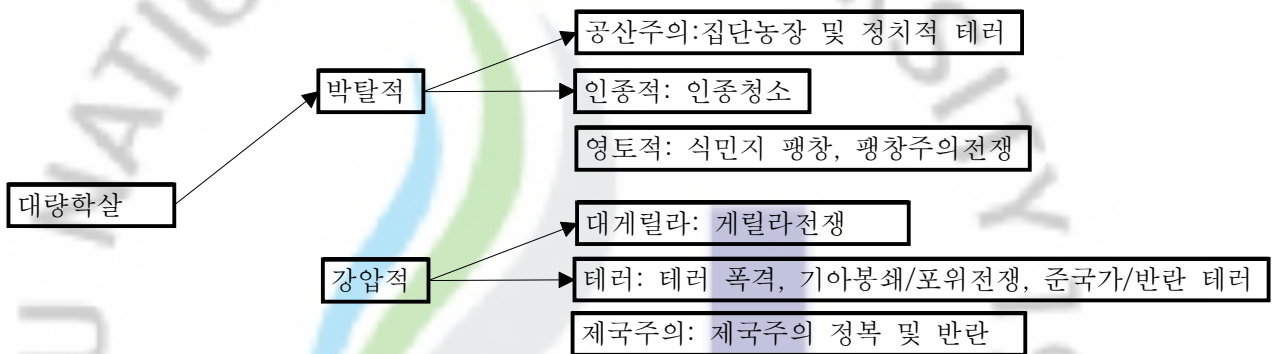 공산주의:집단농장 및 정치적 테러
박탈적
인종적: 인종청소
영토적: 식민지 팽창, 팽창주의전쟁
대량학살
대게릴라: 게릴라전쟁
강압적
테러: 테러 폭격, 기아봉쇄/포위전쟁, 준국가/반란 테러
제국주의: 제국주의 정복 및 반란